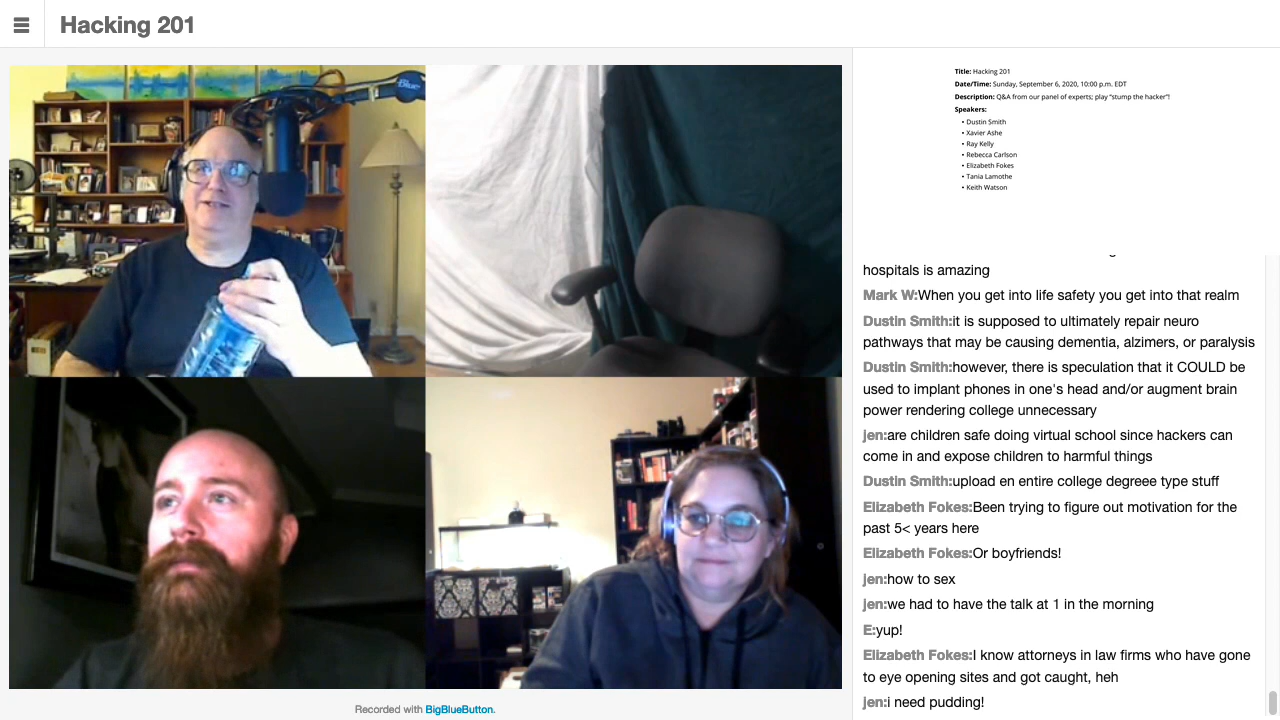 Hacking 201
Blue
Title: Hacking 201
Date/Time: Sunday, September 6, 2020, 10:00 p.m. EDT
Description: Q&A from our panel of experts; play "stump the hacker"!
Speakers:
• Dustin Smith
• Xavier Ashe
• Ray Kelly
• Rebecca Carlson
• Elizabeth Fokes
• Tania Lamothe
• Keith Watson
hospitals is amazing
Mark W:When you get into life safety you get into that realm
Dustin Smith:it is supposed to ultimately repair neuro
pathways that may be causing dementia, alzimers, or paralysis
Dustin Smith:however, there is speculation that it COULD be
used to implant phones in one's head and/or augment brain
power rendering college unnecessary
jen:are children safe doing virtual school since hackers can
come in and expose children to harmful things
Dustin Smith:upload en entire college degreee type stuff
Elizabeth Fokes:Been trying to figure out motivation for the
past 5< years here
Elizabeth Fokes:Or boyfriends!
jen:how to sex
jen:we had to have the talk at 1 in the morning
E:yup!
Elizabeth Fokes:I know attorneys in law firms who have gone
to eye opening sites and got caught, heh
jen:i need pudding!
Recorded with BigBlueButton.